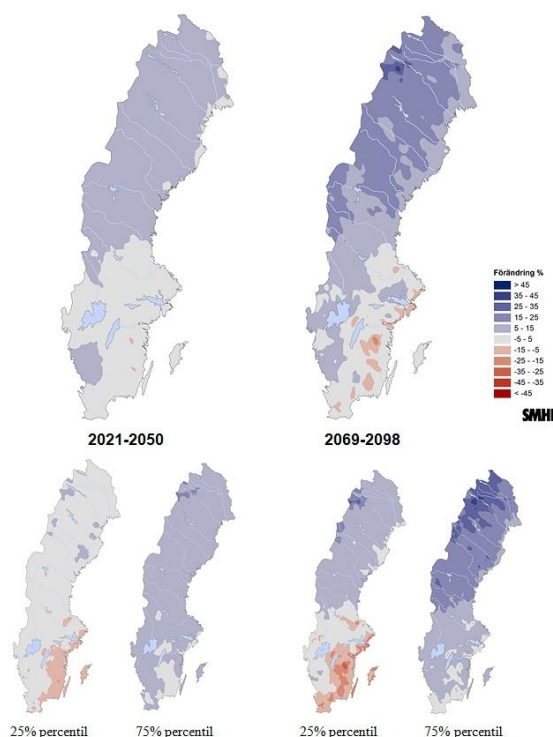 Förändring %
> 45
35 - 45
25 - 35
15 - 25
5 - 15
-5 - 5
-15 - -5
-25 - -15
-35 - -25
-45 - -35
< -45
SMHI
2021-2050
2069-2098
25% percentil
75% percentil
25% percentil
75% percentil